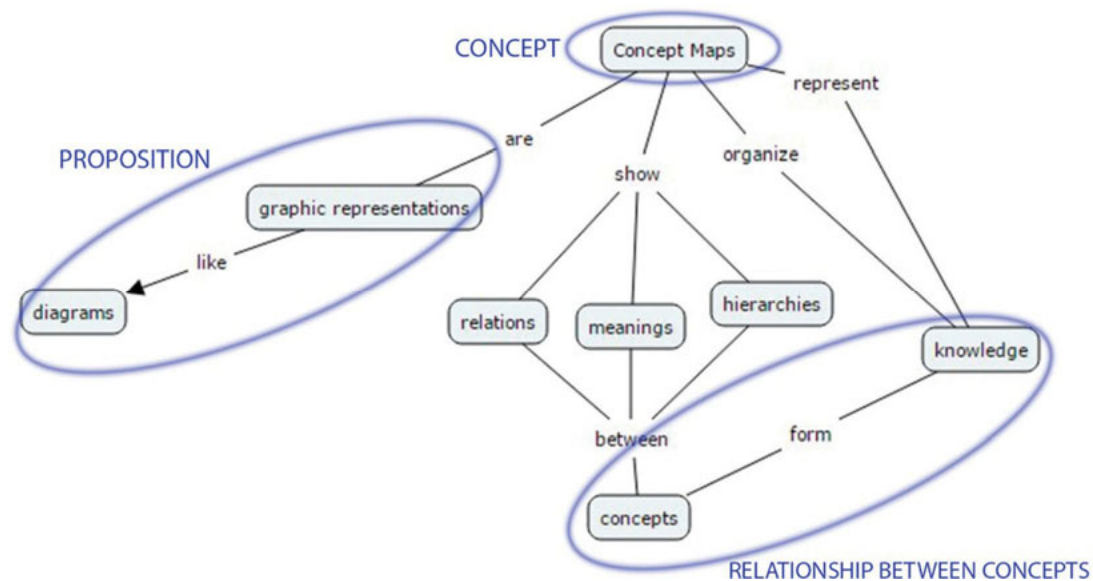 CONCEPT
Concept Maps
represent
are
PROPOSITION
organize
show
graphic representations
like
diagrams
relations
meanings
hierarchies
knowledge
between
form
concepts
RELATIONSHIP BETWEEN CONCEPTS